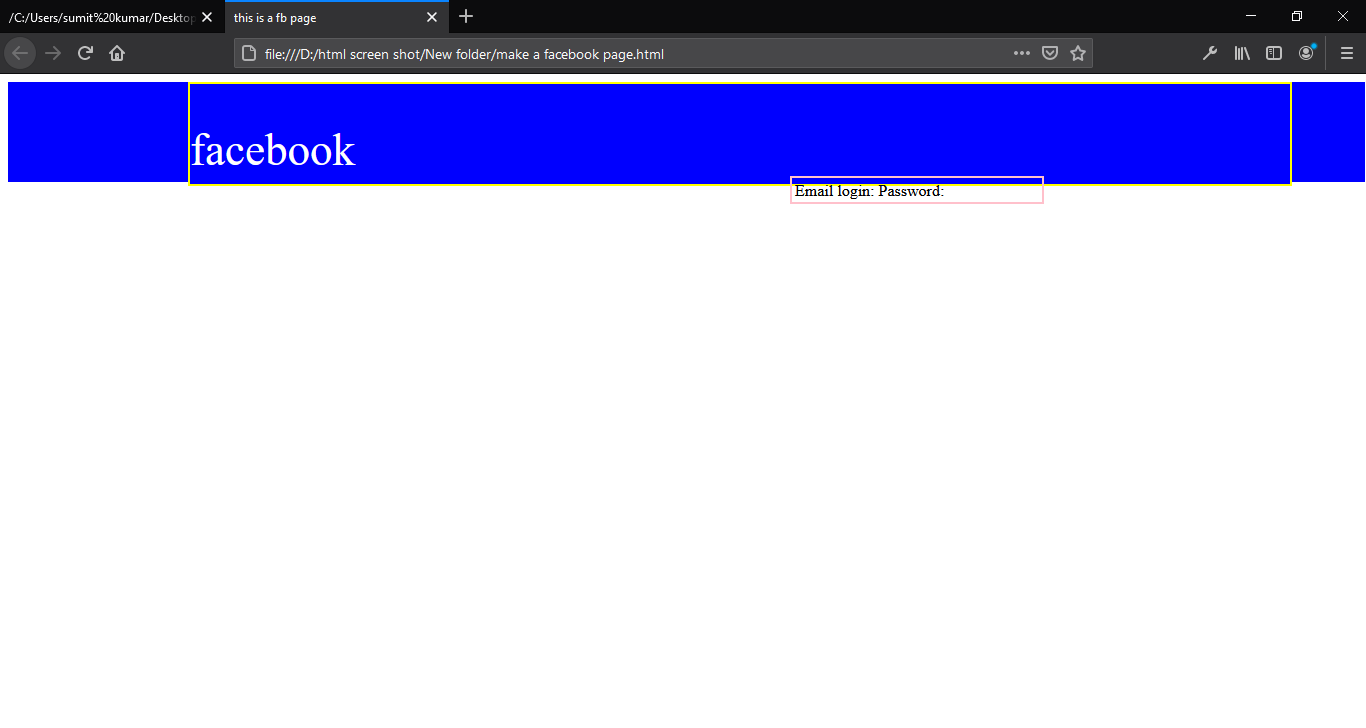 /C:/Users/sumit%20kumar/Desktop
this is a fb page
file:///D:/html screen shot/New folder/make a facebook page.html
facebook
Email login: Password: